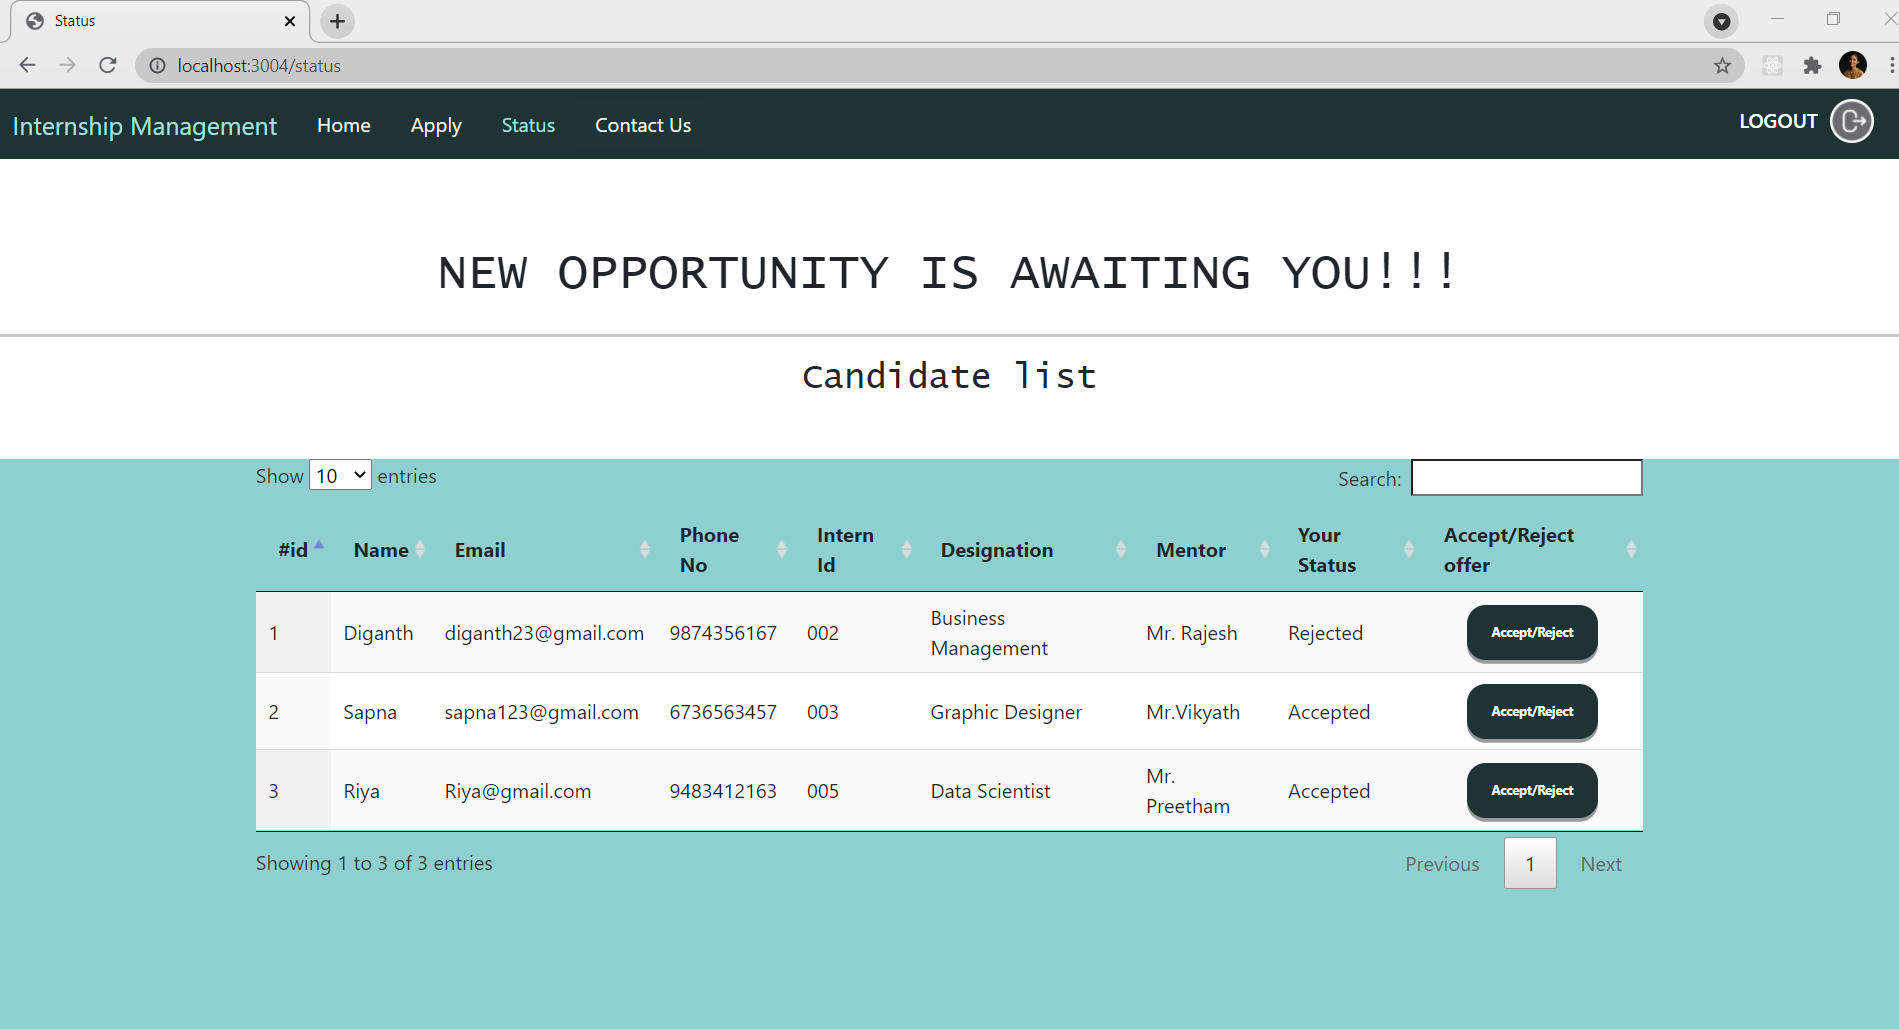 Status
localhost:3004/status
Internship Management Home Apply Status Contact Us LOGOUT
NEW OPPORTUNITY IS AWAITING YOU!!!
Candidate list
Show 10 entries Search:
#id Name Email Phone No Intern Id Designation Mentor Your Status Accept/Reject offer
1 Diganth diganth23@gmail.com 9874356167 002 Business Management Mr. Rajesh Rejected Accept/Reject
2 Sapna sapna123@gmail.com 6736563457 003 Graphic Designer Mr.Vikyath Accepted Accept/Reject
3 Riya Riya@gmail.com 9483412163 005 Data Scientist Mr. Preetham Accepted Accept/Reject
Showing 1 to 3 of 3 entries Previous 1 Next